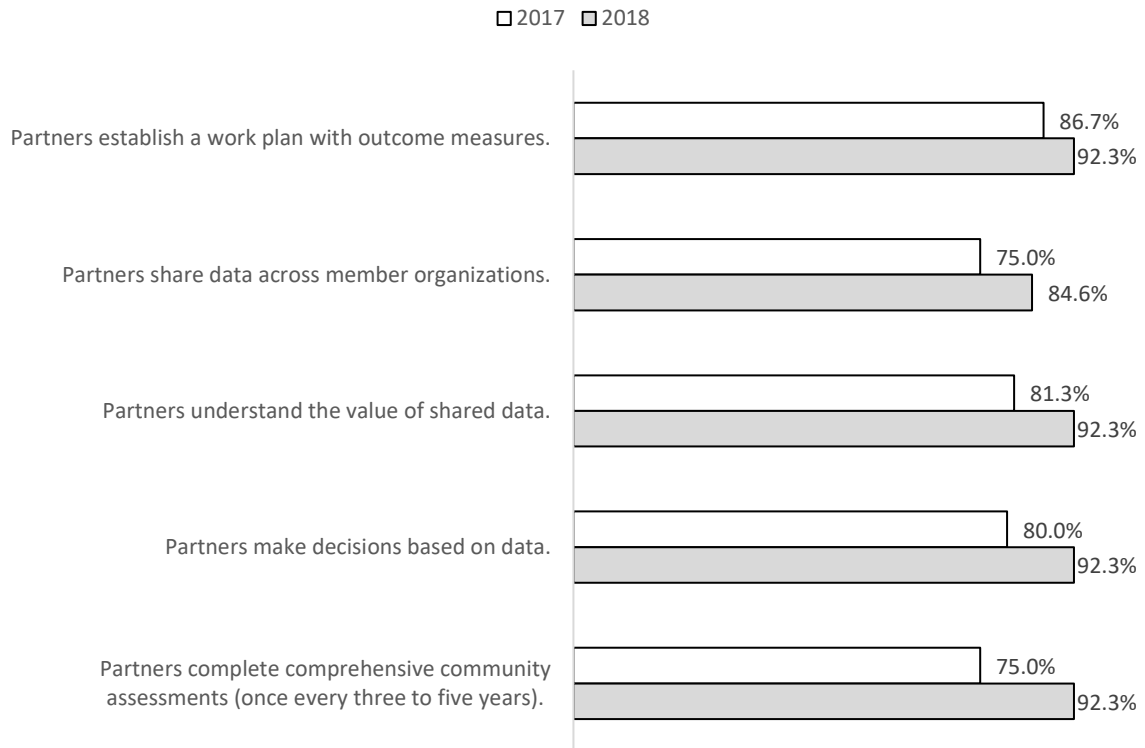 2017 2018
Partners establish a work plan with outcome measures.
86.7%
92.3%
Partners share data across member organizations.
75.0%
84.6%
Partners understand the value of shared data.
81.3%
92.3%
Partners make decisions based on data.
80.0%
92.3%
Partners complete comprehensive community
assessments (once every three to five years).
75.0%
92.3%